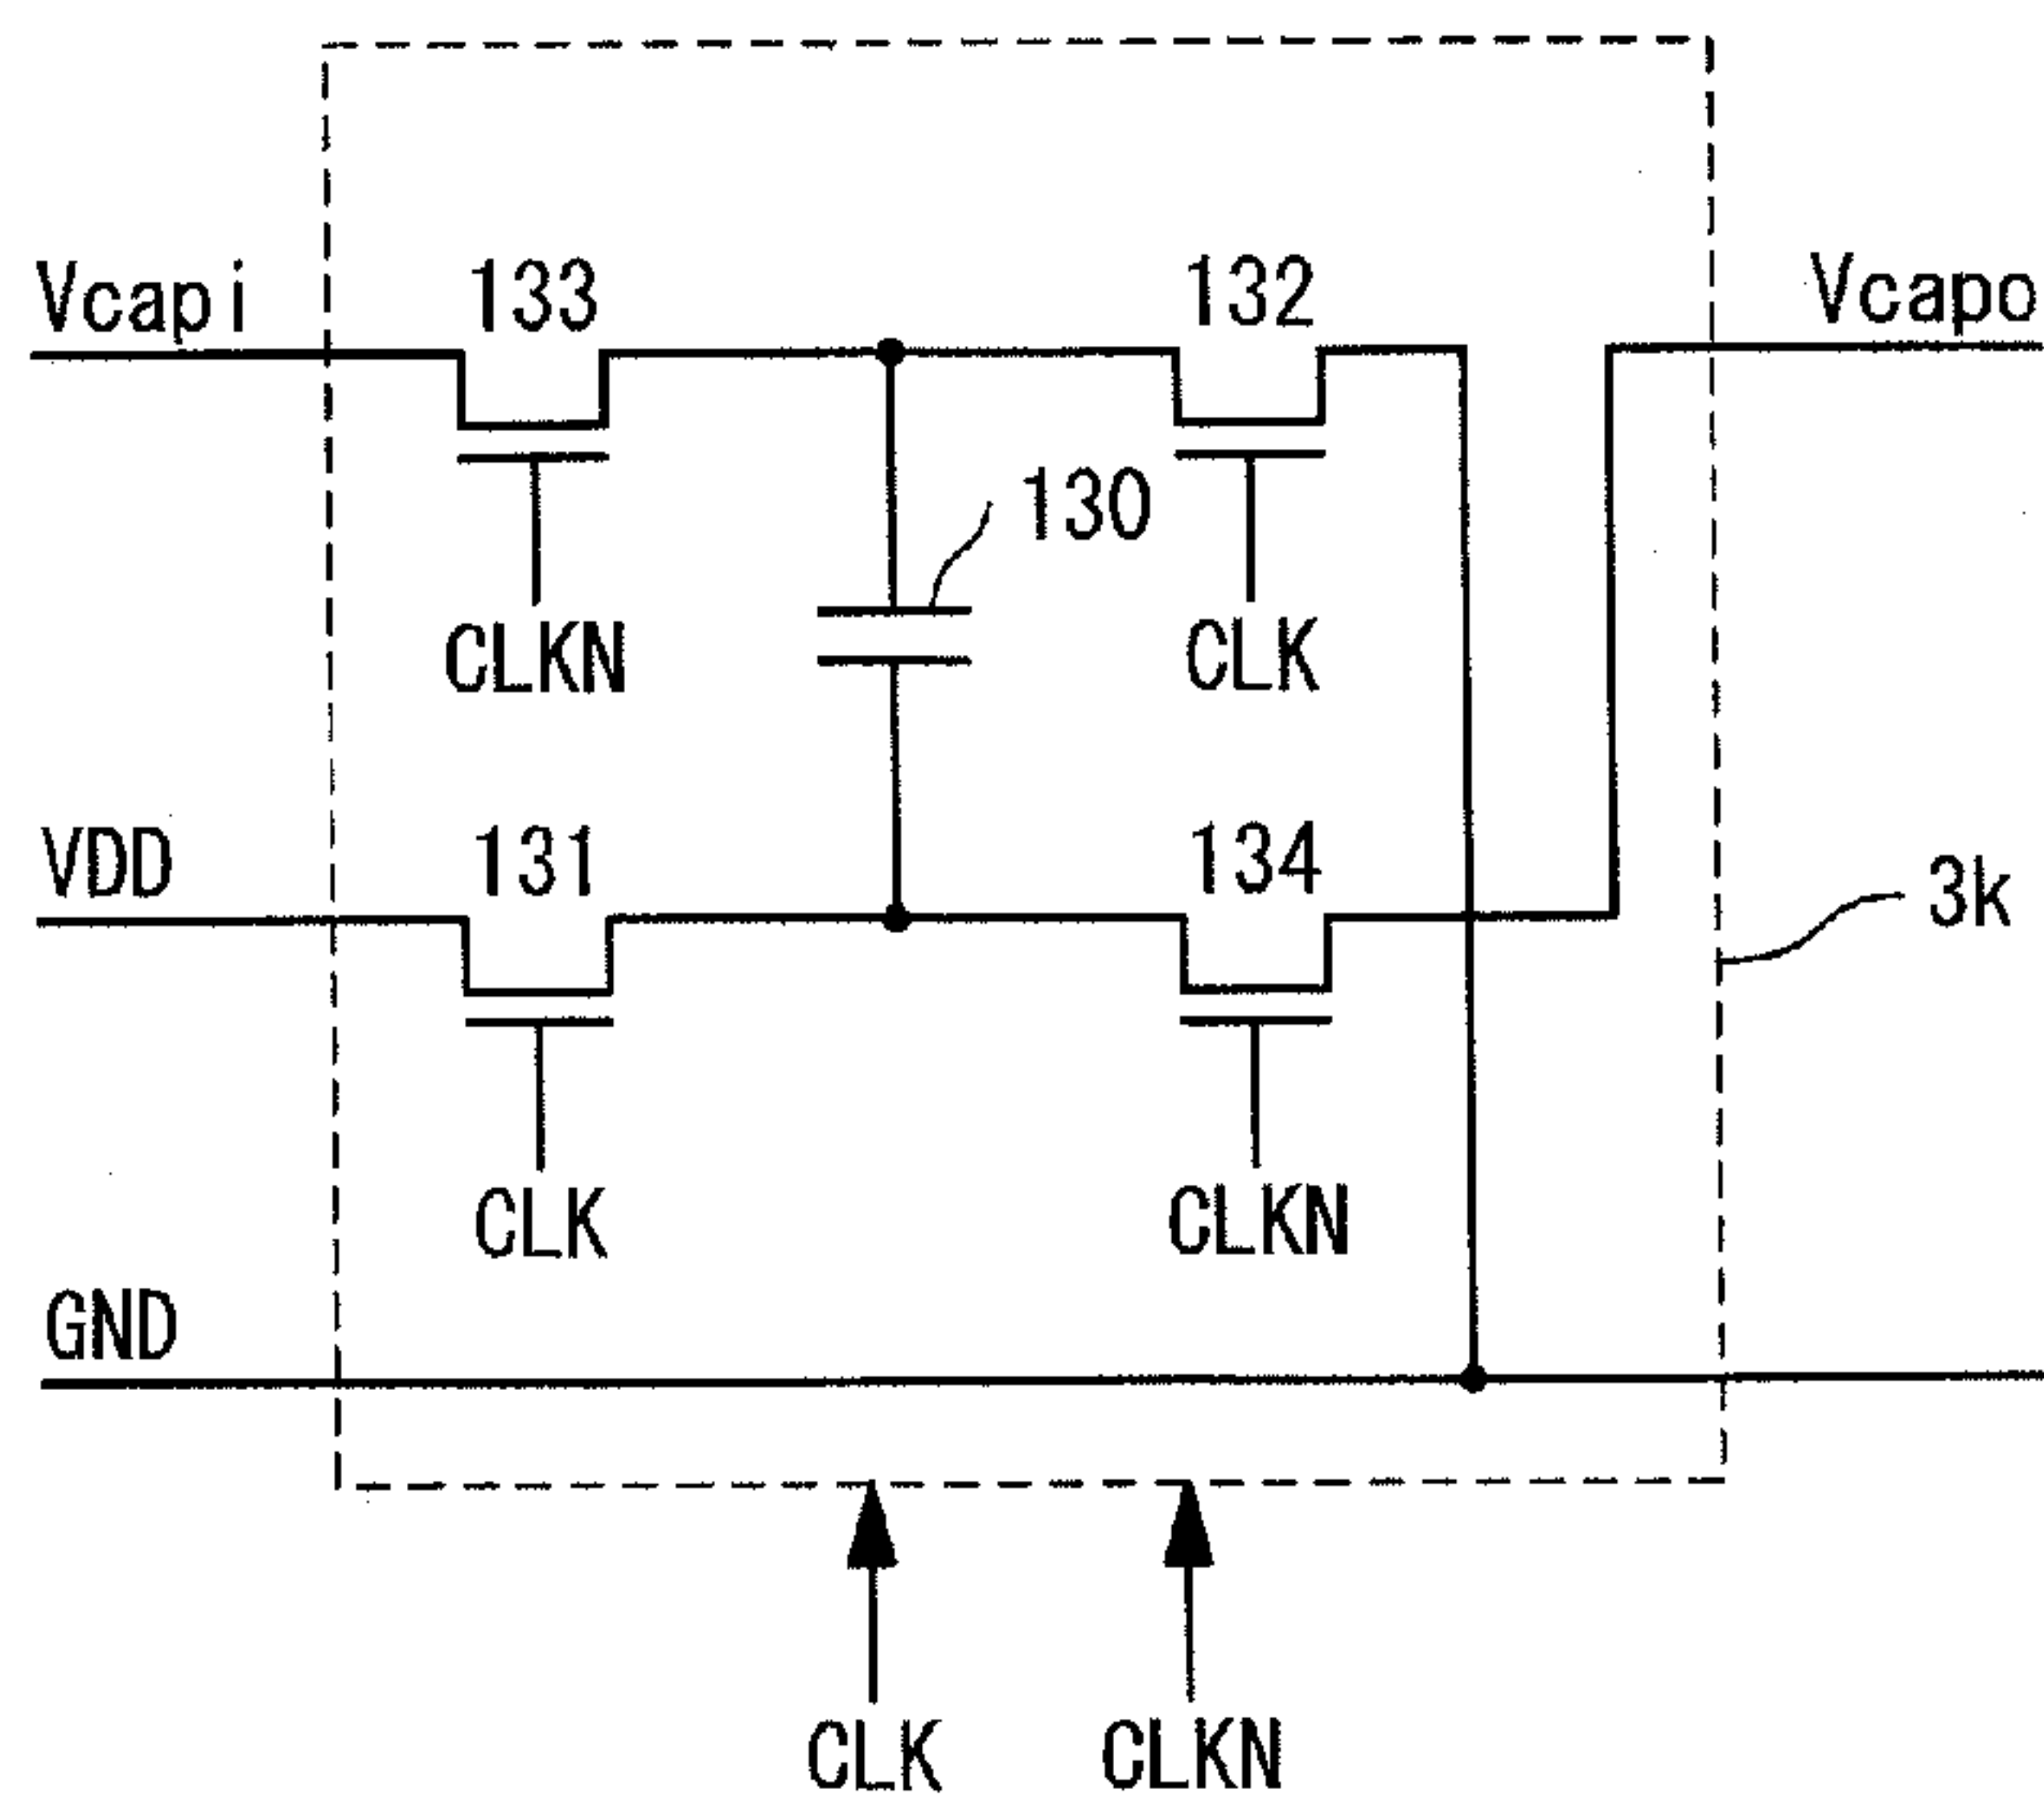 Vcapi
133
132
Vcapo
130
CLKN
CLK
VDD
131
134
3k
CLK
CLKN
GND
CLK
CLKN